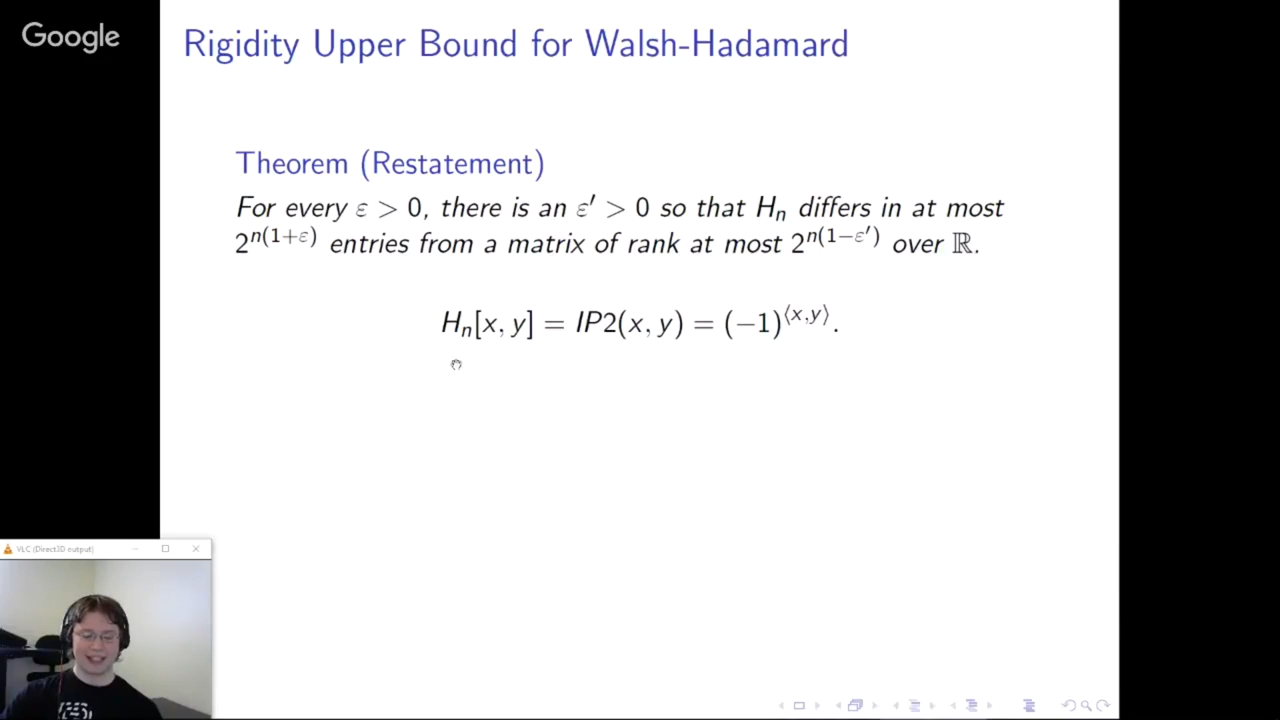 Google
Rigidity Upper Bound for Walsh-Hadamard
Theorem (Restatement)
For every ε > 0, there is an ε′ > 0 so that Hₙ differs in at most
2^{n(1+ε)} entries from a matrix of rank at most 2^{n(1−ε′)} over ℝ.
Hₙ[x, y] = IP2(x, y) = (−1)^{⟨x,y⟩}.
VLC (Direct3D output)